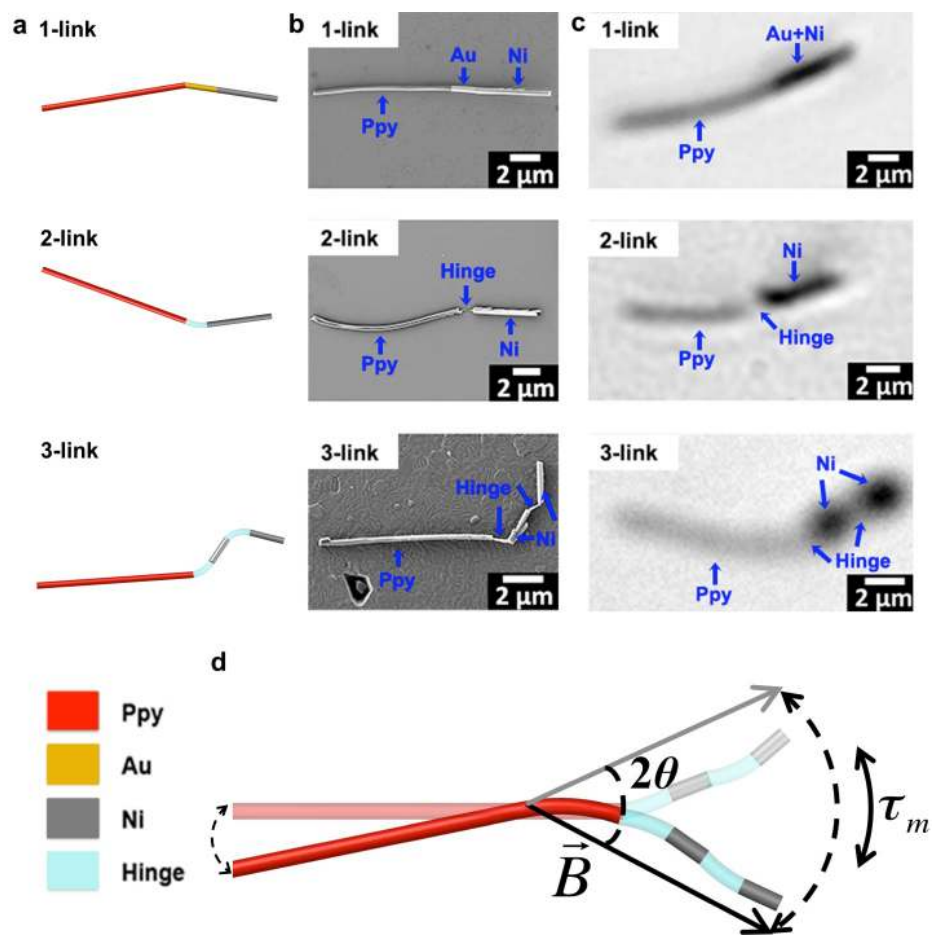 a
1-link
2-link
3-link
b
1-link
Au
Ni
Ppy
2 μm
2-link
Hinge
Ppy
Ni
2 μm
3-link
Hinge
Ni
Ppy
2 μm
c
1-link
Au+Ni
Ppy
2 μm
2-link
Ni
Hinge
Ppy
2 μm
3-link
Ni
Hinge
Ppy
2 μm
d
Ppy
Au
Ni
Hinge
2θ
B⃗
τₘ